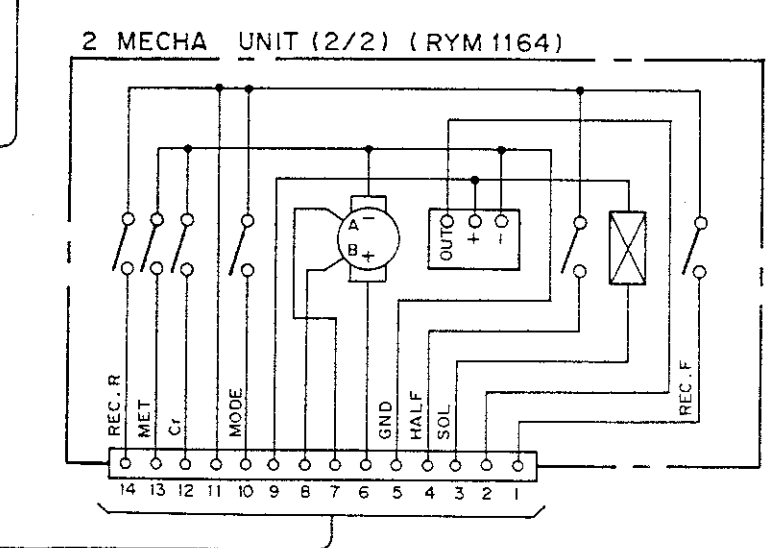 2 MECHA UNIT (2/2) (RYM 1164)
A −
B +
OUT + −
REC. R
MET
Cr
MODE
GND
HALF
SOL
REC. F
14 13 12 11 10 9 8 7 6 5 4 3 2 1